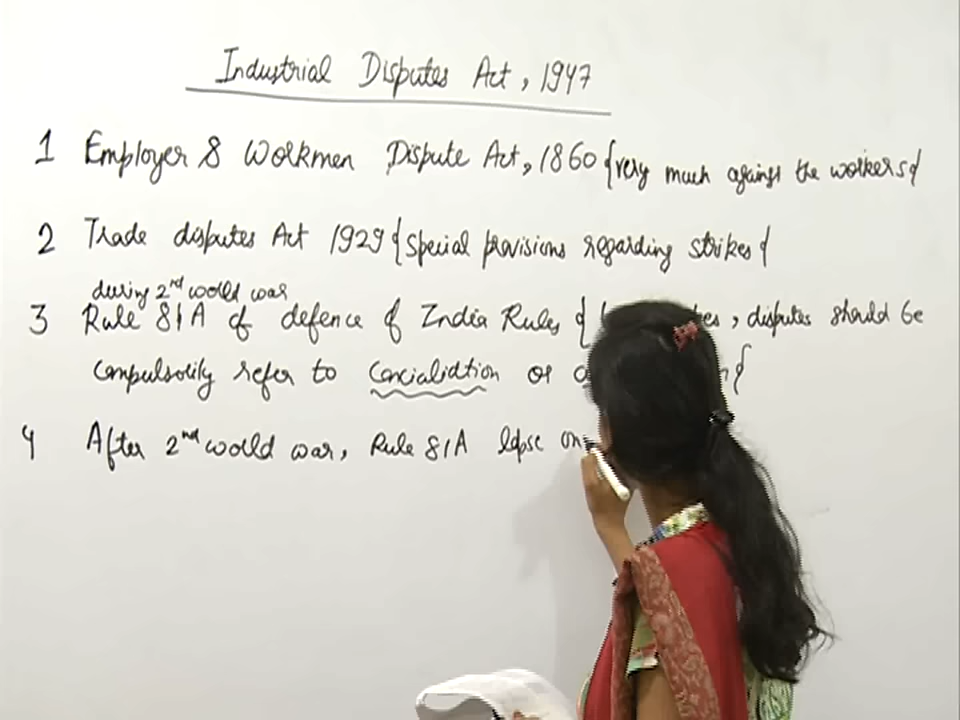 Industrial Disputes Act, 1947
1 Employer & Workmen Dispute Act, 1860 {very much against the workers{
2 Trade disputes Act 1929 {special provisions regarding strikes{
during 2nd world war
3 Rule 81A of defence of India Rules { disputes should be
compulsorily refer to concialidtion or
4 After 2nd world war, Rule 81A lapse on